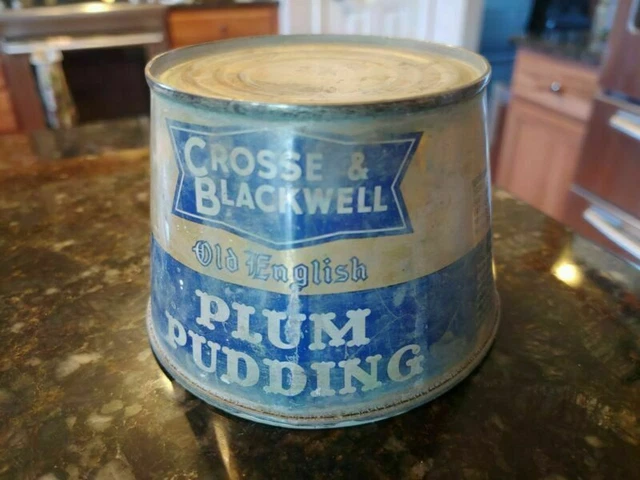 CROSSE &
BLACKWELL
Old English
PLUM
PUDDING